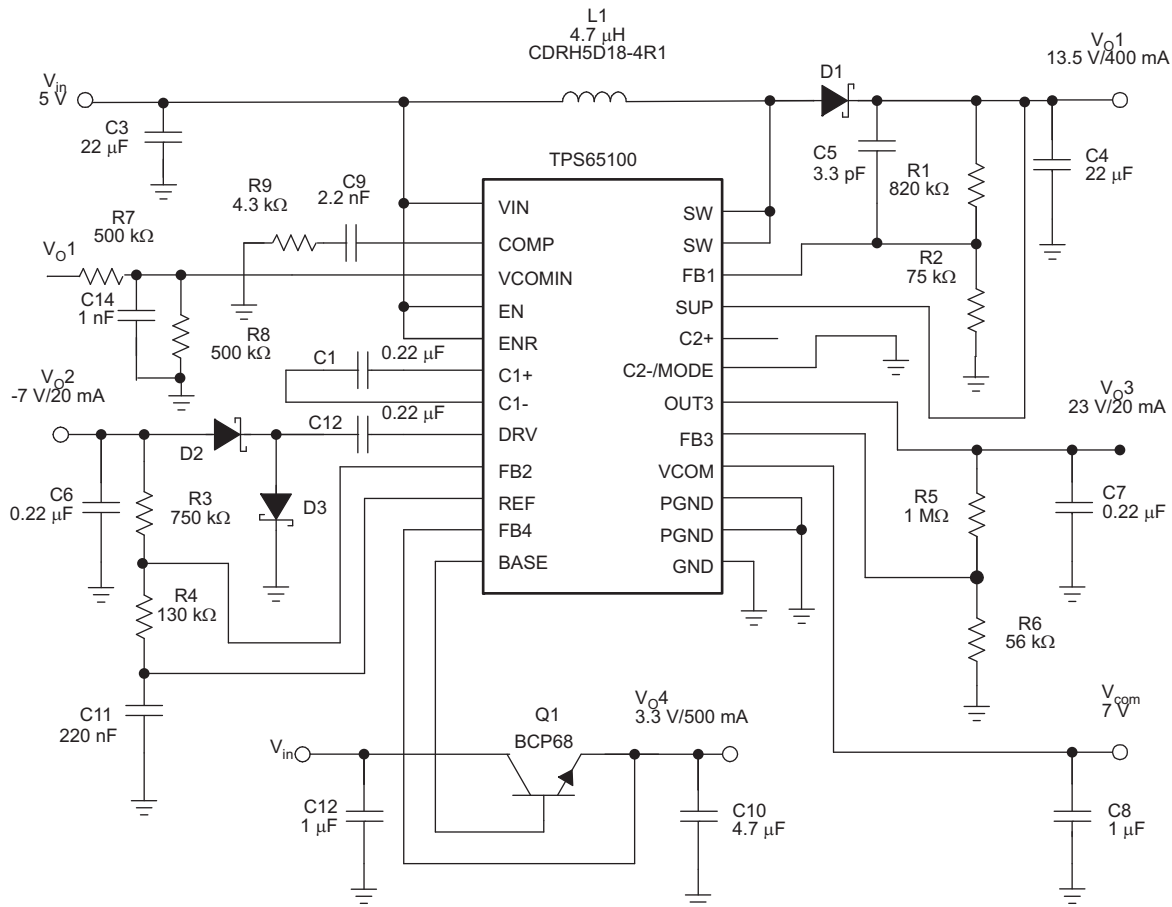 L1
4.7 μH
CDRH5D18-4R1
VO1
13.5 V/400 mA
Vin
5 V
D1
C3
22 μF
TPS65100
C5
3.3 pF
R1
820 kΩ
C4
22 μF
R9
4.3 kΩ
C9
2.2 nF
R7
500 kΩ
VO1
C14
1 nF
R8
500 kΩ
R2
75 kΩ
VIN
COMP
VCOMIN
EN
ENR
C1+
C1-
DRV
FB2
REF
FB4
BASE
SW
SW
FB1
SUP
C2+
C2-/MODE
OUT3
FB3
VCOM
PGND
PGND
GND
C1
0.22 μF
C12
0.22 μF
VO2
-7 V/20 mA
D2
D3
C6
0.22 μF
R3
750 kΩ
R4
130 kΩ
C11
220 nF
VO3
23 V/20 mA
R5
1 MΩ
C7
0.22 μF
R6
56 kΩ
Vcom
7 V
C8
1 μF
Q1
BCP68
VO4
3.3 V/500 mA
Vin
C12
1 μF
C10
4.7 μF